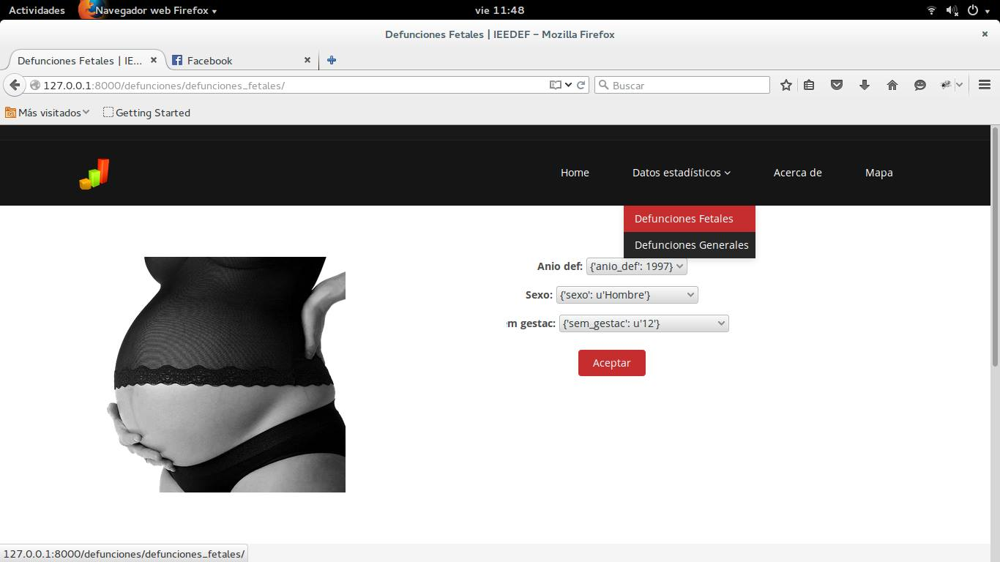 Actividades Navegador web Firefox vie 11:48
Defunciones Fetales | IEEDEF – Mozilla Firefox
Defunciones Fetales | IE... Facebook
127.0.0.1:8000/defunciones/defunciones_fetales/ Buscar
Más visitados Getting Started
Home Datos estadísticos Acerca de Mapa
Defunciones Fetales
Defunciones Generales
Anio def: {'anio_def': 1997}
Sexo: {'sexo': u'Hombre'}
m gestac: {'sem_gestac': u'12'}
Aceptar
127.0.0.1:8000/defunciones/defunciones_fetales/